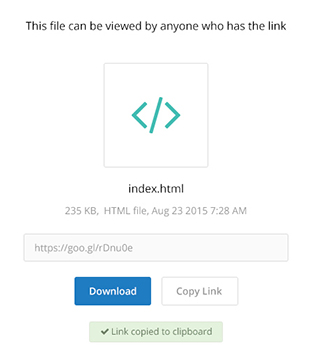 This file can be viewed by anyone who has the link
index.html
235 KB, HTML file, Aug 23 2015 7:28 AM
https://goo.gl/rDnu0e
Download Copy Link
✔ Link copied to clipboard